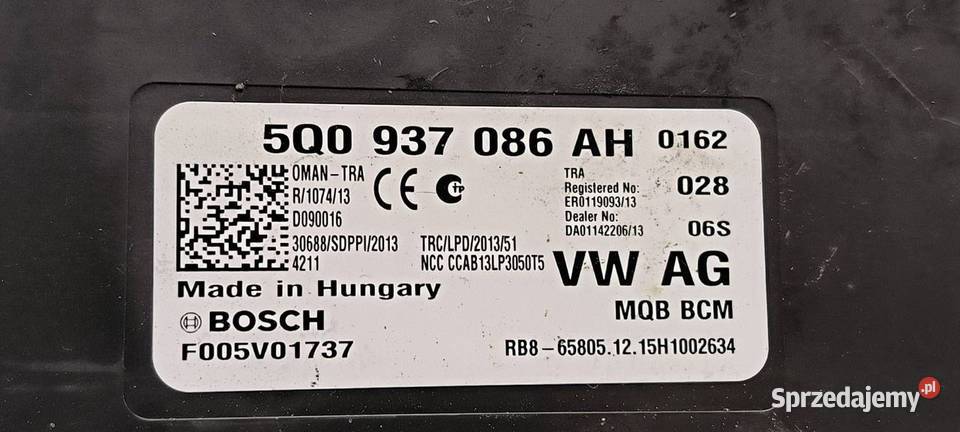 5Q0 937 086 AH 0162
OMAN-TRA
R/1074/13
D090016
30688/SDPPI/2013
4211
CE
TP
TRC/LPD/2013/51
NCC CCAB13LP3050T5
TRA
Registered No:
ER0119093/13
Dealer No:
DA01142206/13
028
06S
VW AG
Made in Hungary
MQB BCM
BOSCH
F005V01737
RB8-65805.12.15H1002634
Sprzedajemy.pl